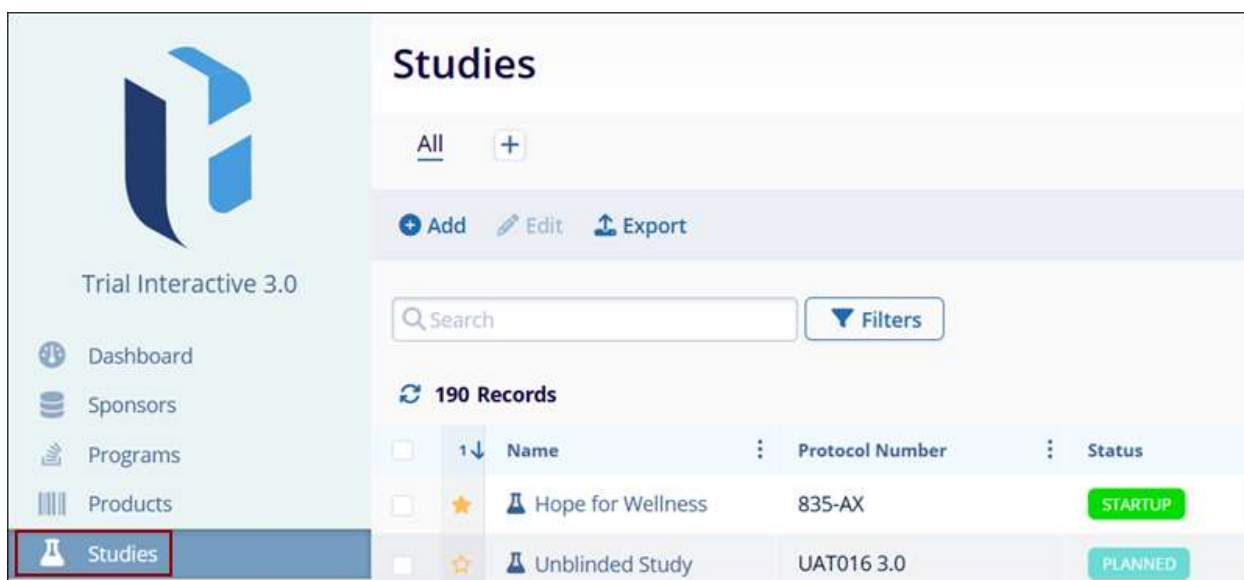 Trial Interactive 3.0
Dashboard
Sponsors
Programs
Products
Studies
Studies
All +
Add Edit Export
Search Filters
190 Records
1 Name Protocol Number Status
Hope for Wellness 835-AX STARTUP
Unblinded Study UAT016 3.0 PLANNED